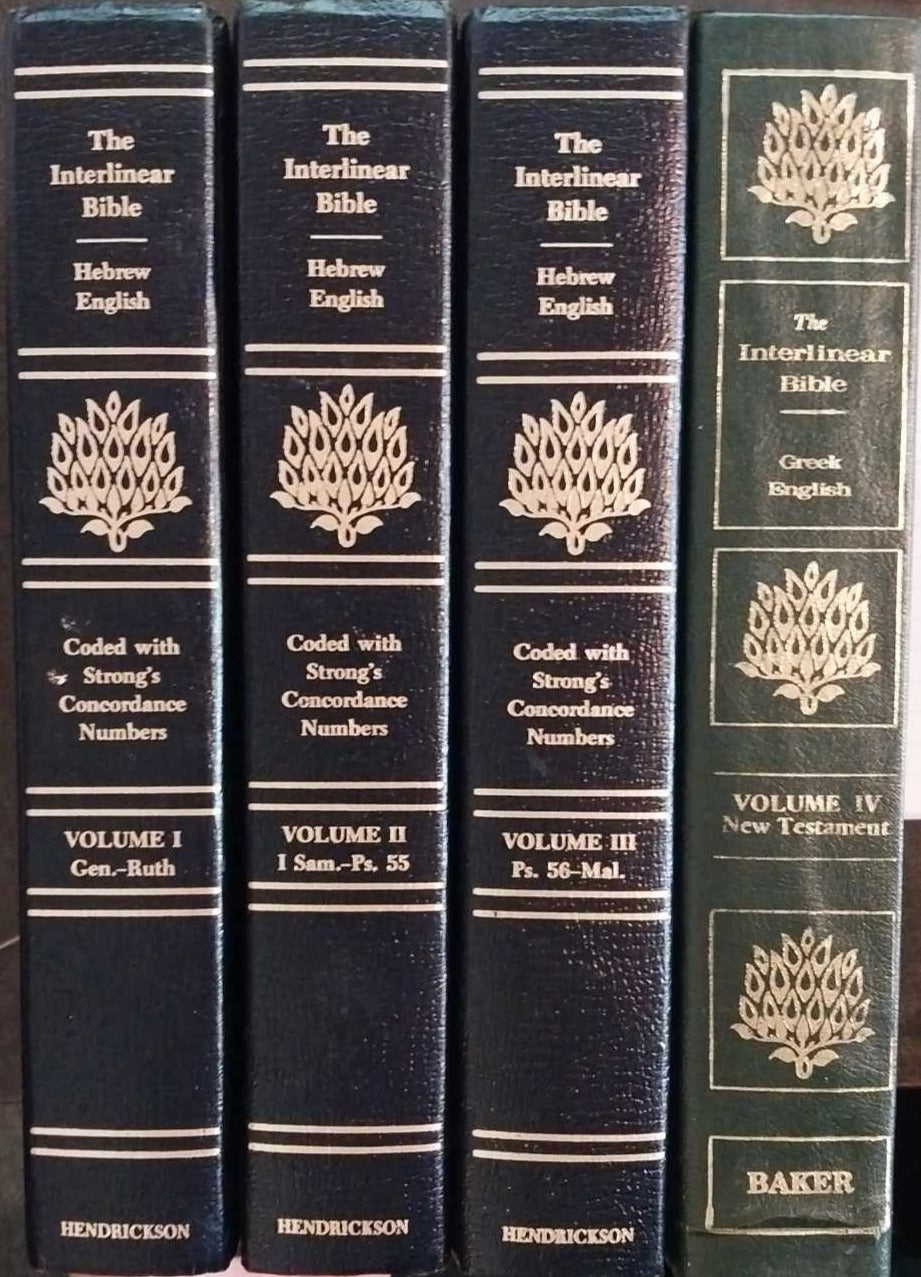 The
Interlinear
Bible
Hebrew
English
Coded with
Strong's
Concordance
Numbers
VOLUME I
Gen.-Ruth
HENDRICKSON
The
Interlinear
Bible
Hebrew
English
Coded with
Strong's
Concordance
Numbers
VOLUME II
I Sam.-Ps. 55
HENDRICKSON
The
Interlinear
Bible
Hebrew
English
Coded with
Strong's
Concordance
Numbers
VOLUME III
Ps. 56-Mal.
HENDRICKSON
The
Interlinear
Bible
Greek
English
VOLUME IV
New Testament
BAKER